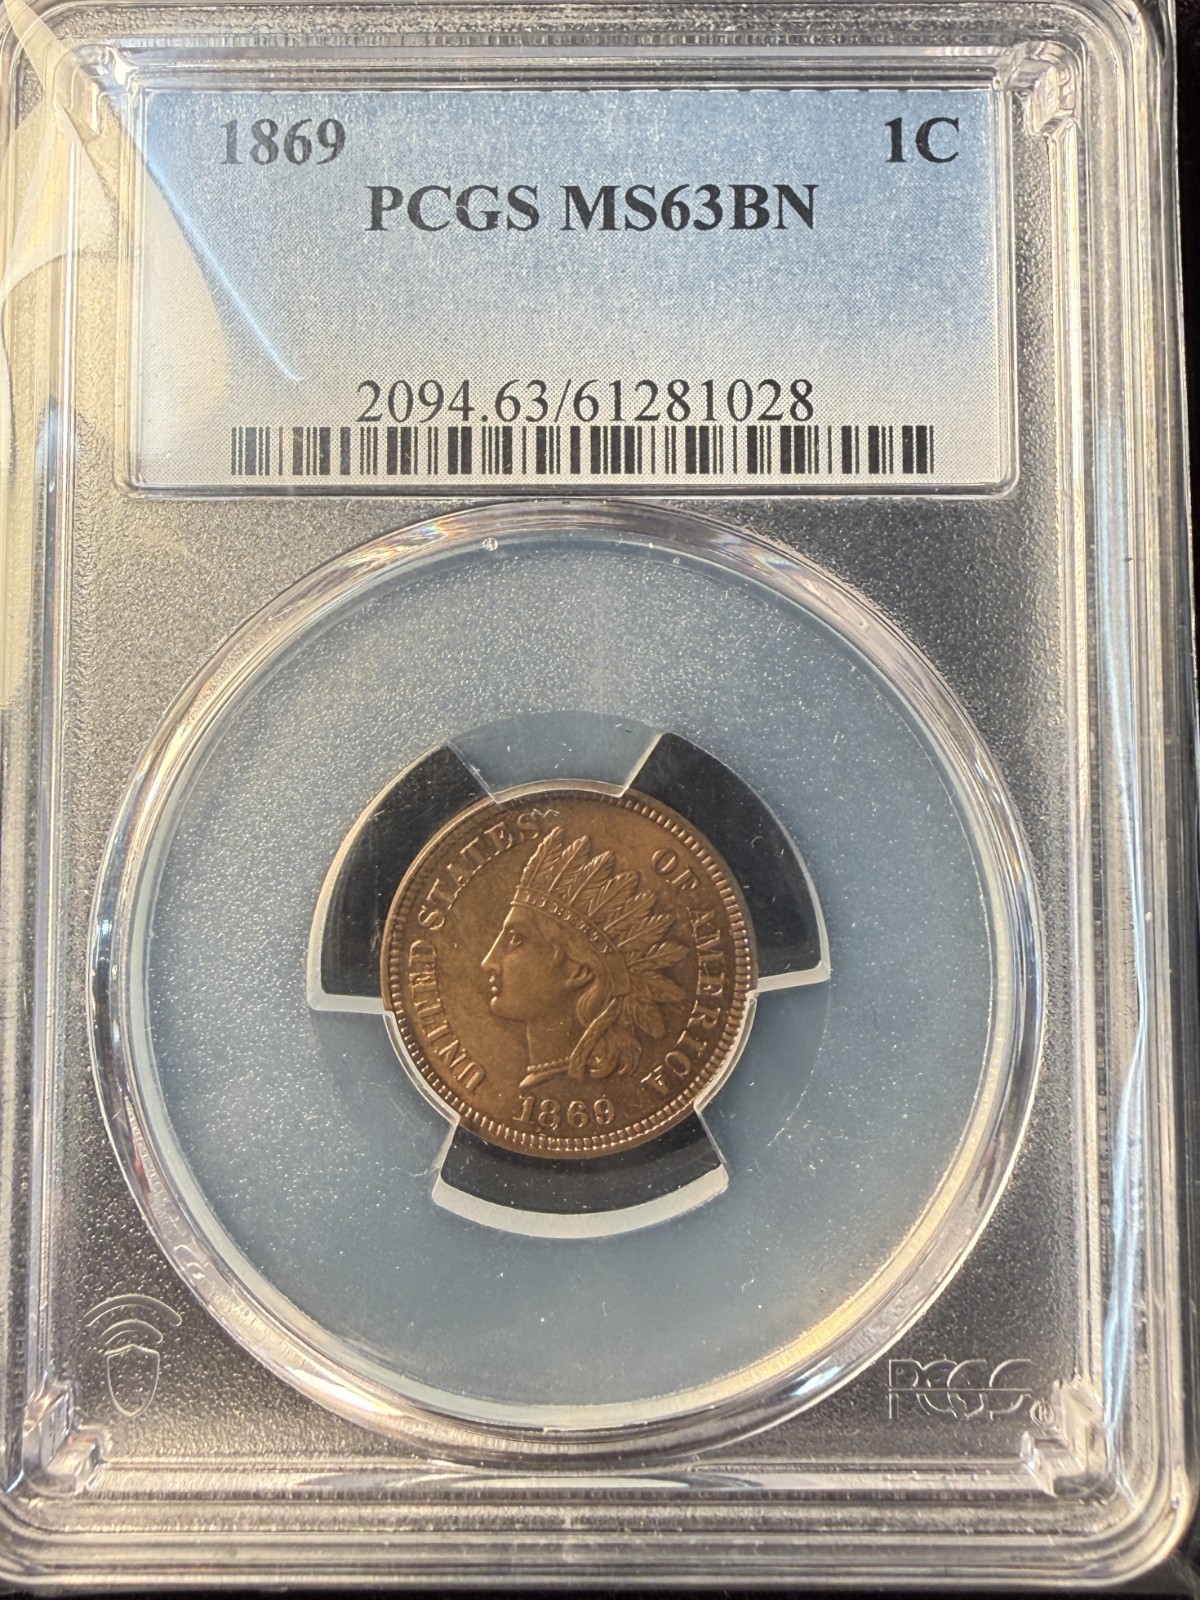 1869 1C
PCGS MS63BN
2094.63/61281028
UNITED STATES OF AMERICA
LIBERTY
1869
PCGS®